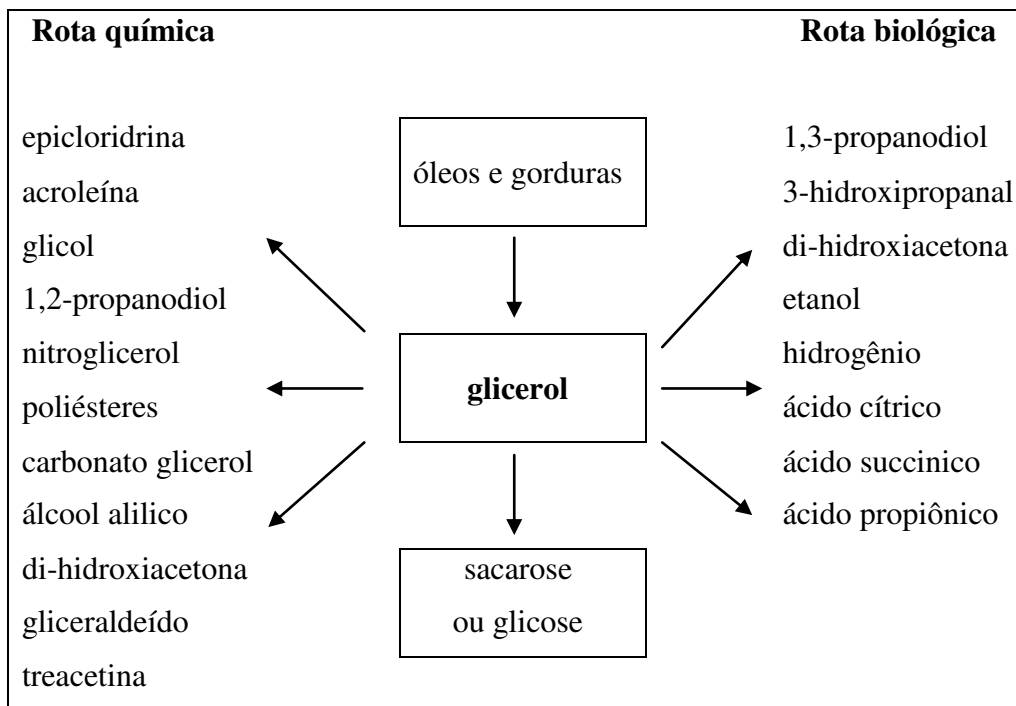 Rota química
epicloridrina
acroleína
glicol
1,2-propanodiol
nitroglicerol
poliésteres
carbonato glicerol
álcool alilico
di-hidroxiacetona
gliceraldeído
treacetina
óleos e gorduras
glicerol
sacarose
ou glicose
Rota biológica
1,3-propanodiol
3-hidroxipropanal
di-hidroxiacetona
etanol
hidrogênio
ácido cítrico
ácido succinico
ácido propiônico